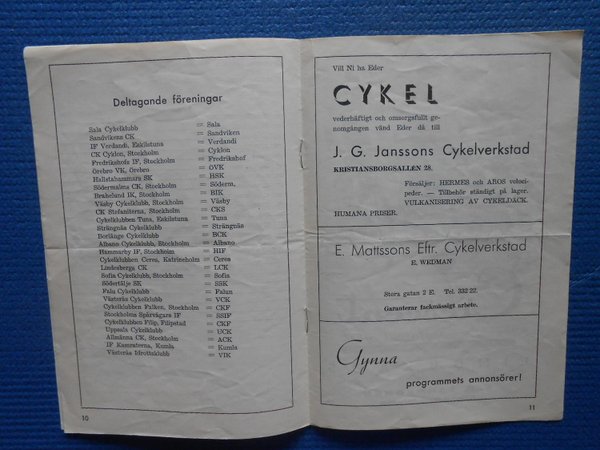 Deltagande föreningar
Sala Cykelklubb = Sala
Sandvikens CK = Sandviken
IF Verdandi, Eskilstuna = Verdandi
CK Cyklon, Stockholm = Cyklon
Fredrikshofs IF, Stockholm = Fredrikshof
Örebro VK, Örebro = ÖVK
Hallstahammars SK = HSK
Södermalms CK, Stockholm = Söderm.
Brahelund IK, Stockholm = BIK
Väsby Cykelklubb, Stockholm = Väsby
CK Stefaniterna, Stockholm = CKS
Cykelklubben Tuna, Eskilstuna = Tuna
Strängnäs Cykelklubb = Strängnäs
Borlänge Cykelklubb = BCK
Albano Cykelklubb, Stockholm = Albano
Hammarby IF, Stockholm = HIF
Cykelklubben Ceres, Katrineholm = Ceres
Lindesbergs CK = LCK
Sofia Cykelklubb, Stockholm = Sofia
Södertälje SK = SSK
Falu Cykelklubb = Falun
Västerås Cykelklubb = VCK
Cykelklubben Falken, Stockholm = CKF
Stockholms Spårvägars IF = SSIF
Cykelklubben Filip, Filipstad = CKF
Uppsala Cykelklubb = UCK
Allmänna CK, Stockholm = ACK
IF Kamraterna, Kumla = Kumla
Västerås Idrottsklubb = VIK
10
Vill Ni ha Eder
CYKEL
vederhäftigt och omsorgsfullt ge-
nomgången vänd Eder då till
J. G. Janssons Cykelverkstad
KRISTIANSBORGSALLÉN 28.
Försäljer: HERMES och AROS veloci-
peder. — Tillbehör ständigt på lager.
VULKANISERING AV CYKELDÄCK.
HUMANA PRISER.
E. Mattssons Eftr. Cykelverkstad
E. WEDMAN
Stora gatan 2 E. Tel. 332 22.
Garanterar fackmässigt arbete.
Gynna
programmets annonsörer!
11